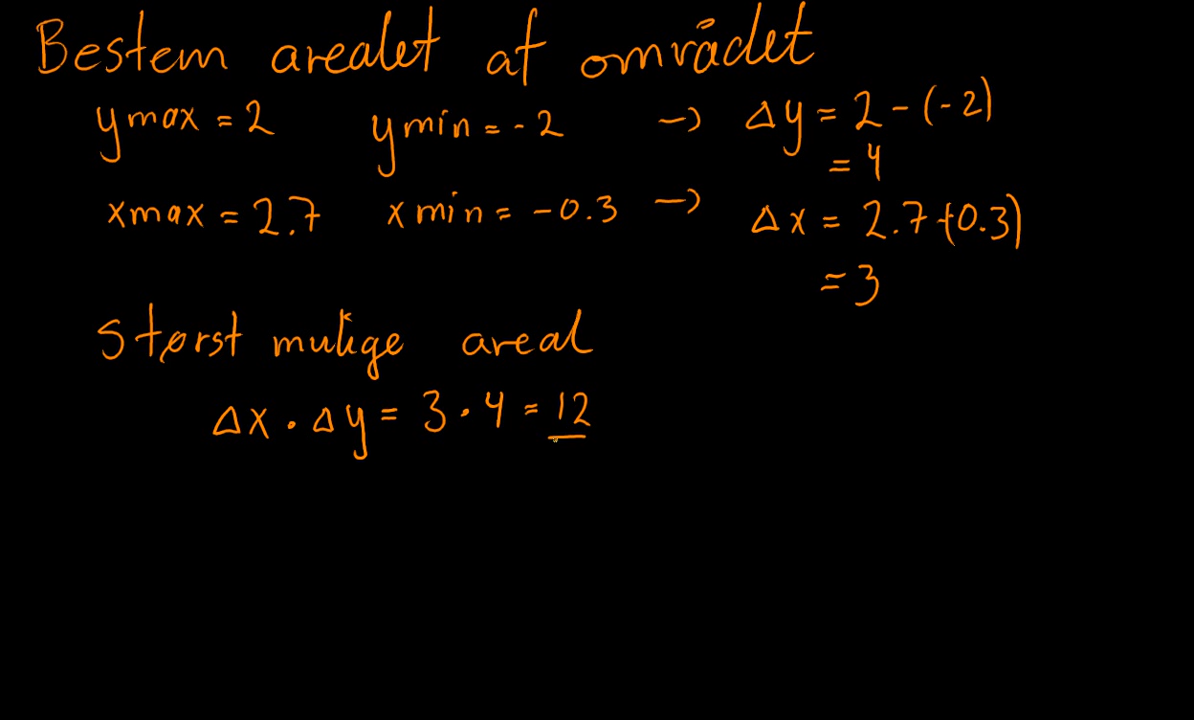 Bestem arealet af området
ymax = 2 ymin = -2 → Δy = 2 - (-2)
= 4
xmax = 2.7 xmin = -0.3 → Δx = 2.7-(0.3)
= 3
Størst mulige areal
Δx · Δy = 3 · 4 = 12